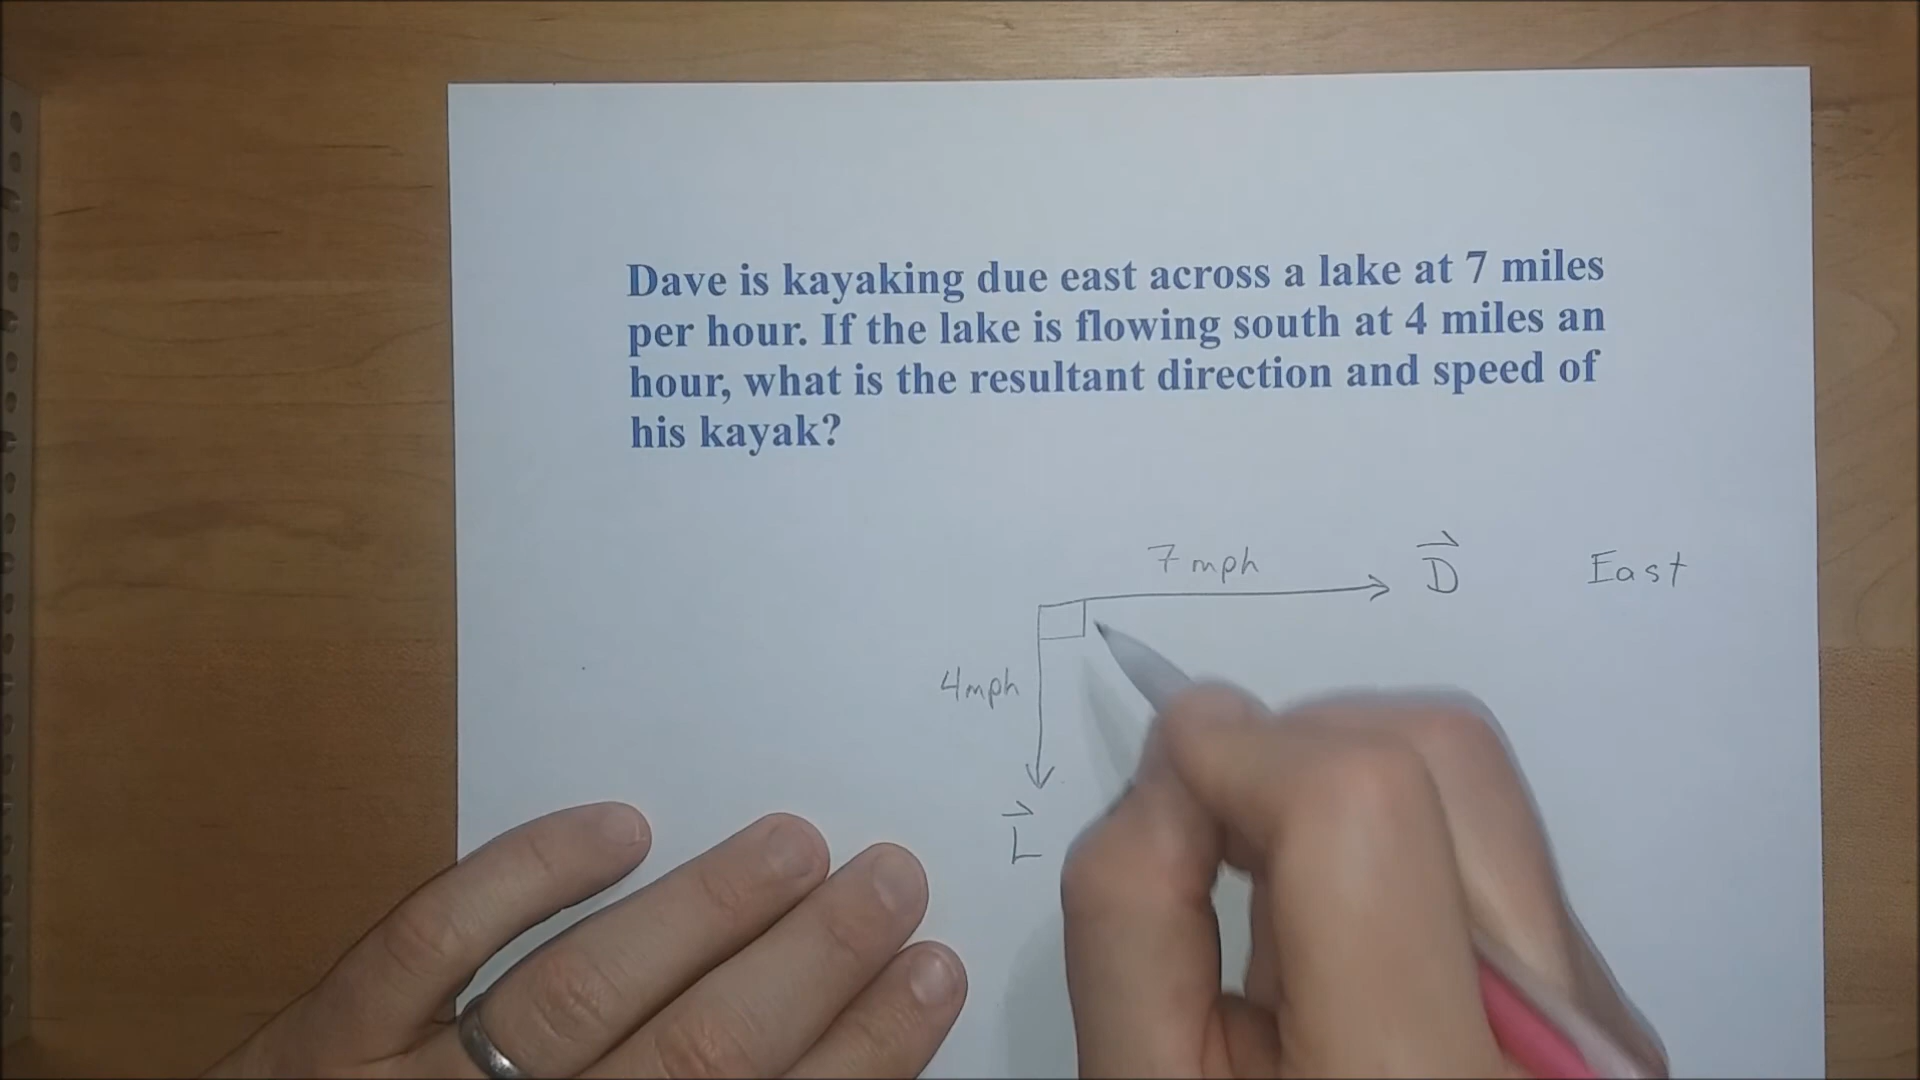 Dave is kayaking due east across a lake at 7 miles
per hour. If the lake is flowing south at 4 miles an
hour, what is the resultant direction and speed of
his kayak?
7 mph
D
East
4mph
L